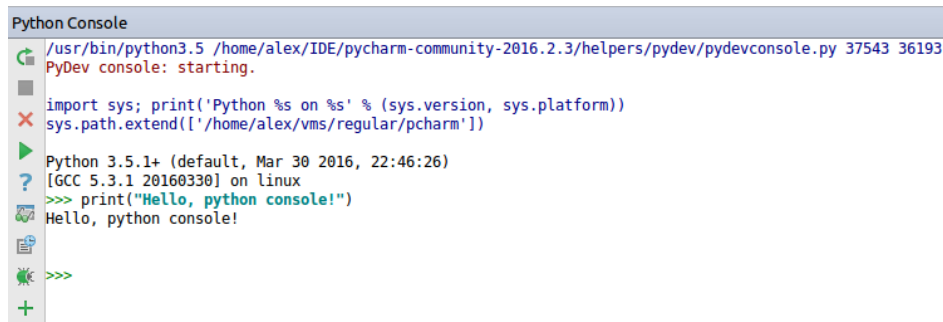 Python Console
/usr/bin/python3.5 /home/alex/IDE/pycharm-community-2016.2.3/helpers/pydev/pydevconsole.py 37543 36193
PyDev console: starting.
import sys; print('Python %s on %s' % (sys.version, sys.platform))
sys.path.extend(['/home/alex/vms/regular/pcharm'])
Python 3.5.1+ (default, Mar 30 2016, 22:46:26)
[GCC 5.3.1 20160330] on linux
>>> print("Hello, python console!")
Hello, python console!
>>>